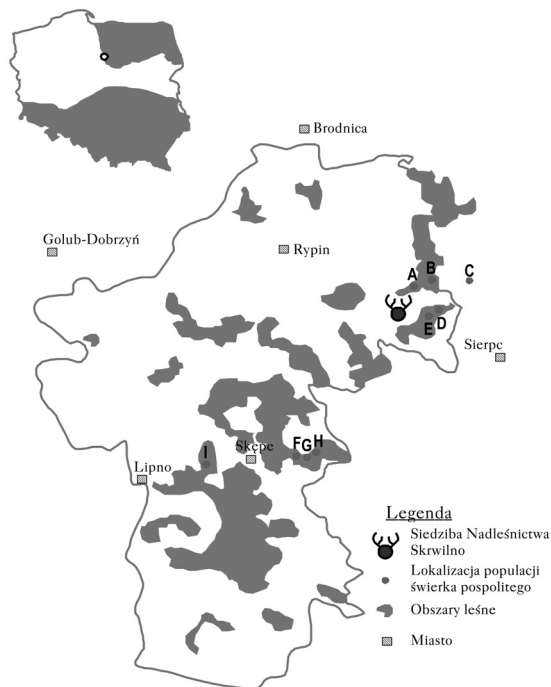 Brodnica
Golub-Dobrzyń
Rypin
A
B
C
D
E
Sierpc
F
G
H
I
Skępe
Lipno
Legenda
Siedziba Nadleśnictwa
Skrwilno
Lokalizacja populacji
świerka pospolitego
Obszary leśne
Miasto